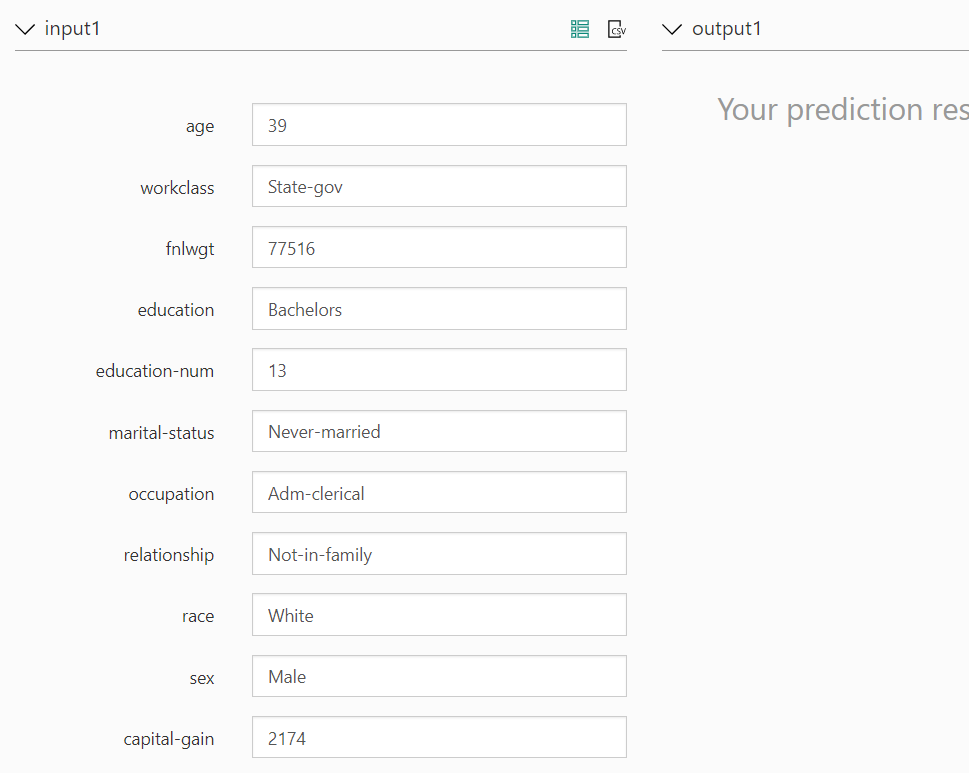 input1
CSV
output1
Your prediction res
age 39
workclass State-gov
fnlwgt 77516
education Bachelors
education-num 13
marital-status Never-married
occupation Adm-clerical
relationship Not-in-family
race White
sex Male
capital-gain 2174